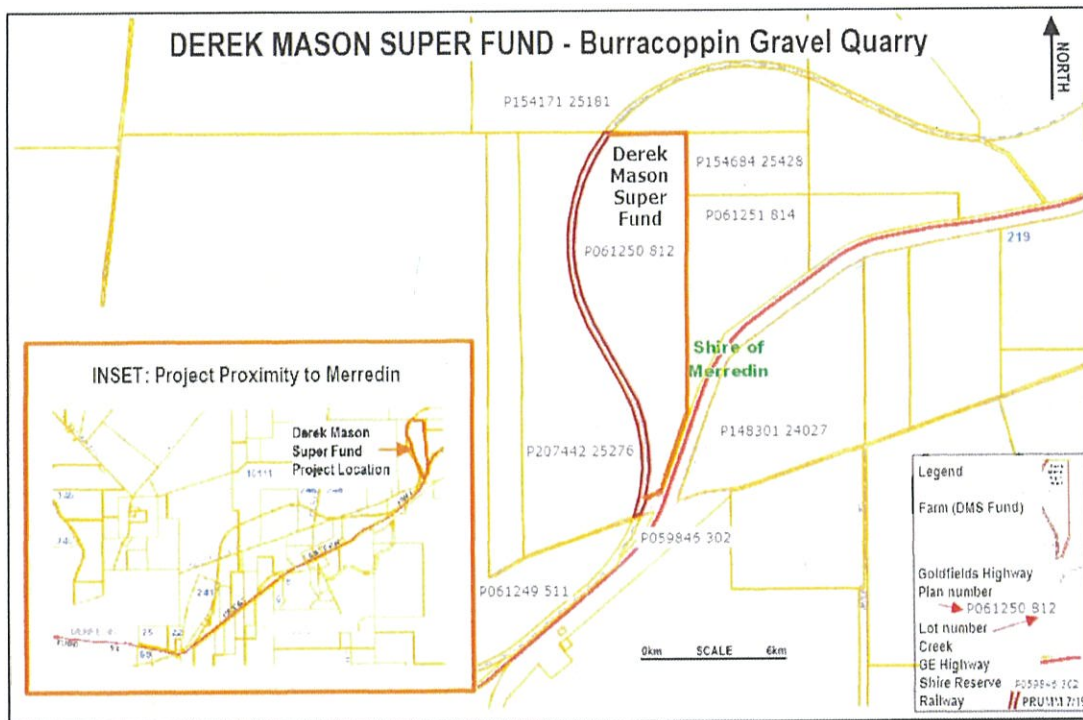 DEREK MASON SUPER FUND - Burracoppin Gravel Quarry
NORTH
P154171 25181
Derek
Mason
Super
Fund
P154684 25428
P061251 814
P061250 812
219
Shire of
Merredin
P207442 25276
P148301 24027
P059846 302
P061249 511
0km SCALE 6km
INSET: Project Proximity to Merredin
Derek Mason
Super Fund
Project Location
Legend
Farm (DMS Fund)
Goldfields Highway
Plan number
P061250 812
Lot number
Creek
GE Highway
Shire Reserve P059846 302
Railway